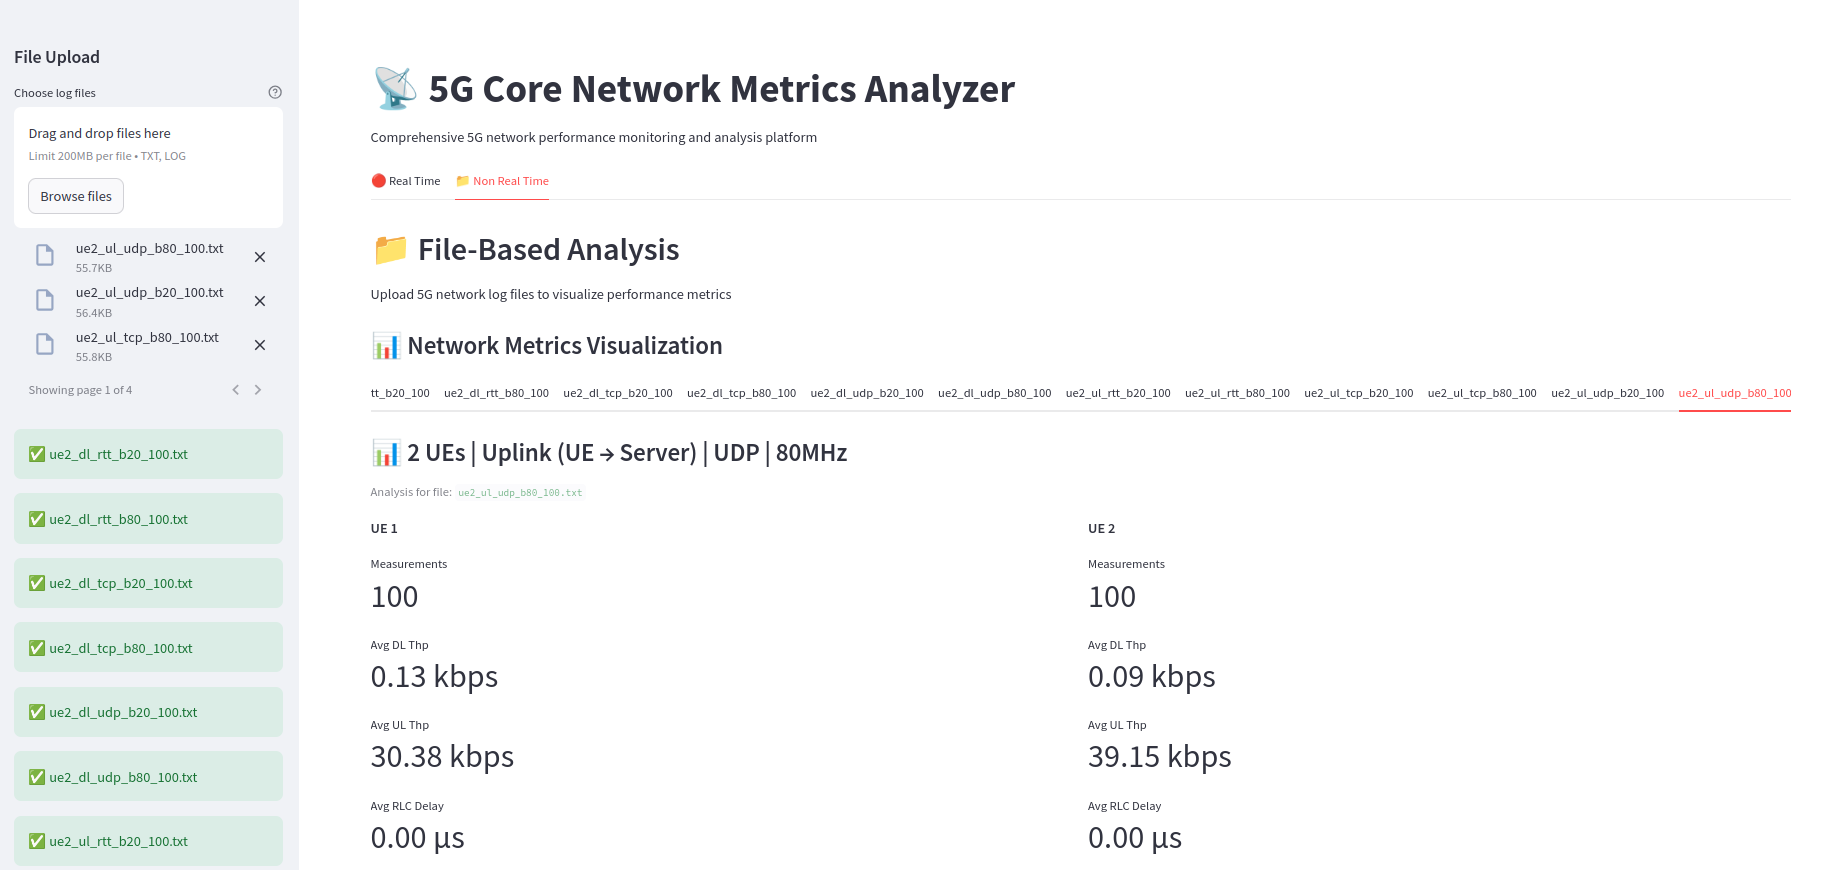 File Upload
Choose log files
Drag and drop files here
Limit 200MB per file • TXT, LOG
Browse files
ue2_ul_udp_b80_100.txt
55.7KB
ue2_ul_udp_b20_100.txt
56.4KB
ue2_ul_tcp_b80_100.txt
55.8KB
Showing page 1 of 4
ue2_dl_rtt_b20_100.txt
ue2_dl_rtt_b80_100.txt
ue2_dl_tcp_b20_100.txt
ue2_dl_tcp_b80_100.txt
ue2_dl_udp_b20_100.txt
ue2_dl_udp_b80_100.txt
ue2_ul_rtt_b20_100.txt
5G Core Network Metrics Analyzer
Comprehensive 5G network performance monitoring and analysis platform
Real Time Non Real Time
File-Based Analysis
Upload 5G network log files to visualize performance metrics
Network Metrics Visualization
tt_b20_100 ue2_dl_rtt_b80_100 ue2_dl_tcp_b20_100 ue2_dl_tcp_b80_100 ue2_dl_udp_b20_100 ue2_dl_udp_b80_100 ue2_ul_rtt_b20_100 ue2_ul_rtt_b80_100 ue2_ul_tcp_b20_100 ue2_ul_tcp_b80_100 ue2_ul_udp_b20_100 ue2_ul_udp_b80_100
2 UEs | Uplink (UE → Server) | UDP | 80MHz
Analysis for file: ue2_ul_udp_b80_100.txt
UE 1
Measurements
100
Avg DL Thp
0.13 kbps
Avg UL Thp
30.38 kbps
Avg RLC Delay
0.00 µs
UE 2
Measurements
100
Avg DL Thp
0.09 kbps
Avg UL Thp
39.15 kbps
Avg RLC Delay
0.00 µs